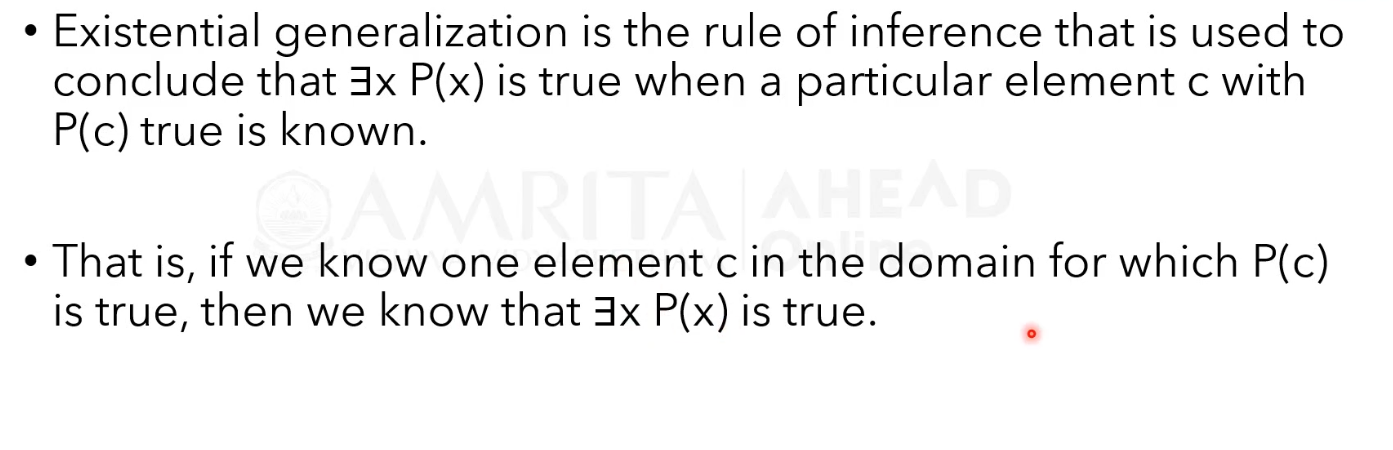 • Existential generalization is the rule of inference that is used to
conclude that ∃x P(x) is true when a particular element c with
P(c) true is known.
AMRITA AHEAD
Online
• That is, if we know one element c in the domain for which P(c)
is true, then we know that ∃x P(x) is true.